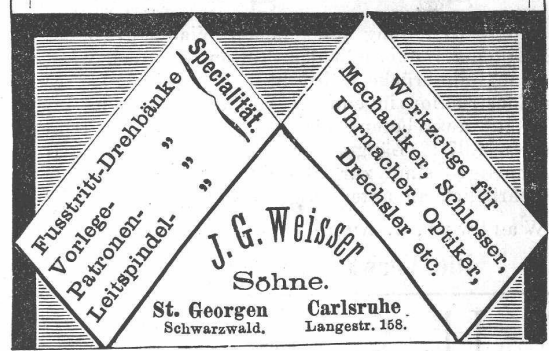 Specialität.
Fusstritt-Drehbänke
Vorlege- „
Patronen- „
Leitspindel- „
Werkzeuge für
Mechaniker, Schlosser,
Uhrmacher, Optiker,
Drechsler etc.
J. G. Weisser
Söhne.
St. Georgen
Schwarzwald.
Carlsruhe
Langestr. 158.